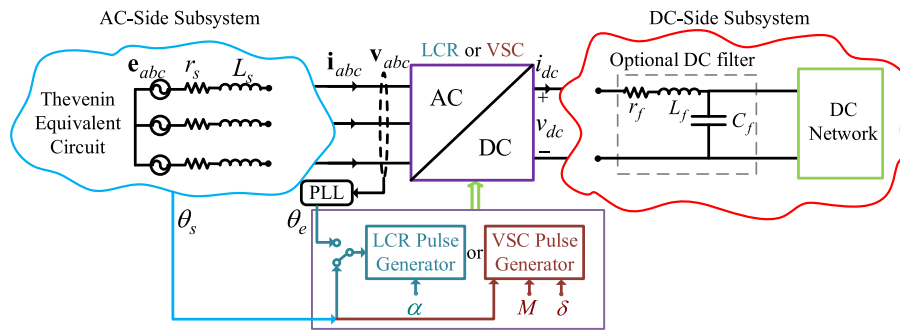 AC-Side Subsystem
DC-Side Subsystem
e_abc
r_s
L_s
i_abc
v_abc
LCR or VSC
i_dc
Optional DC filter
Thevenin
Equivalent
Circuit
AC
DC
+
v_dc
−
r_f
L_f
C_f
DC
Network
PLL
θ_s
θ_e
LCR Pulse
Generator
or
VSC Pulse
Generator
α
M
δ